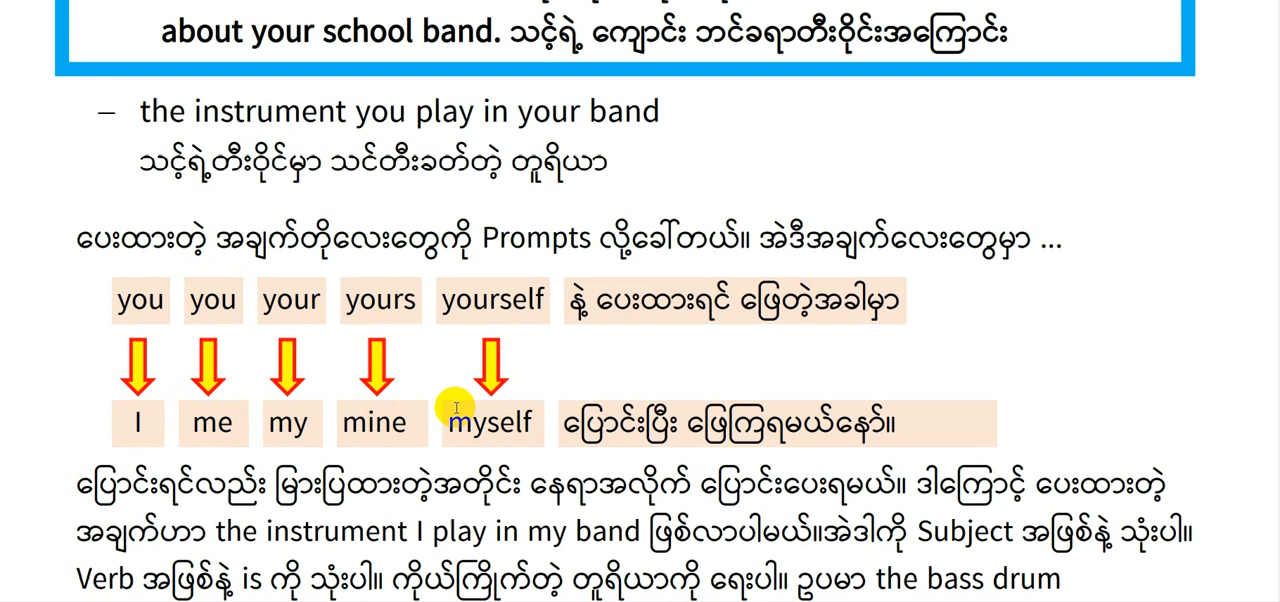 about your school band. သင့်ရဲ့ ကျောင်း ဘင်ခရာတီးဝိုင်းအကြောင်း
– the instrument you play in your band
သင့်ရဲ့တီးဝိုင်မှာ သင်တီးခတ်တဲ့ တူရိယာ
ပေးထားတဲ့ အချက်တိုလေးတွေကို Prompts လို့ခေါ်တယ်။ အဲဒီအချက်လေးတွေမှာ ...
you you your yours yourself နဲ့ ပေးထားရင် ဖြေတဲ့အခါမှာ
I me my mine myself ပြောင်းပြီး ဖြေကြရမယ်နော်။
ပြောင်းရင်လည်း မြားပြထားတဲ့အတိုင်း နေရာအလိုက် ပြောင်းပေးရမယ်။ ဒါကြောင့် ပေးထားတဲ့
အချက်ဟာ the instrument I play in my band ဖြစ်လာပါမယ်။အဲဒါကို Subject အဖြစ်နဲ့ သုံးပါ။
Verb အဖြစ်နဲ့ is ကို သုံးပါ။ ကိုယ်ကြိုက်တဲ့ တူရိယာကို ရေးပါ။ ဥပမာ the bass drum